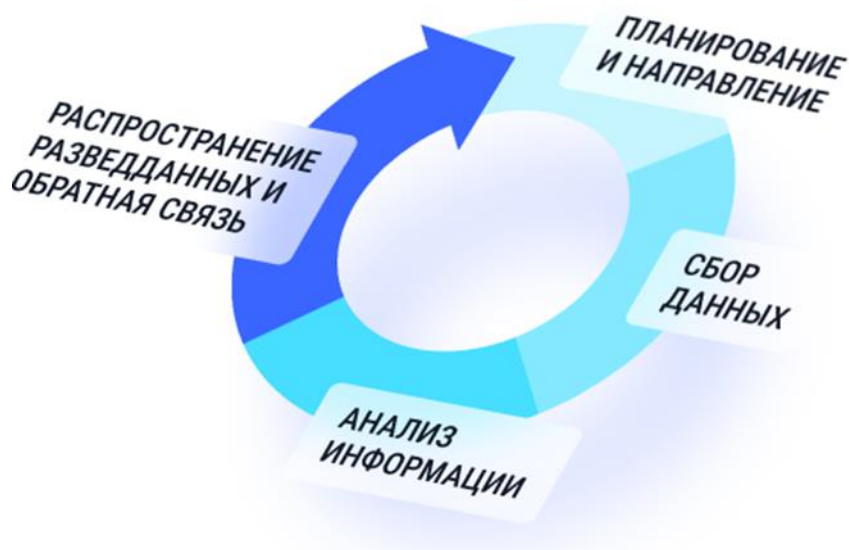 ПЛАНИРОВАНИЕ
И НАПРАВЛЕНИЕ
СБОР
ДАННЫХ
АНАЛИЗ
ИНФОРМАЦИИ
РАСПРОСТРАНЕНИЕ
РАЗВЕДДАННЫХ И
ОБРАТНАЯ СВЯЗЬ